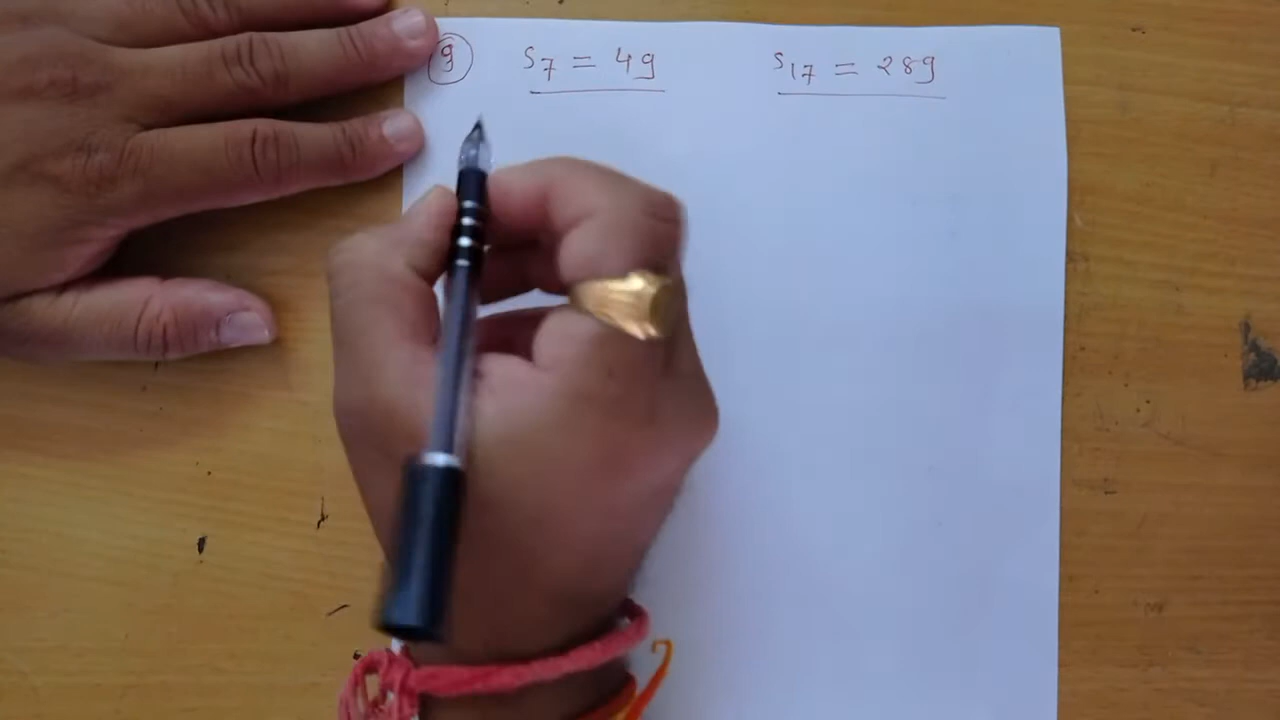 9 S7 = 49 S17 = 289